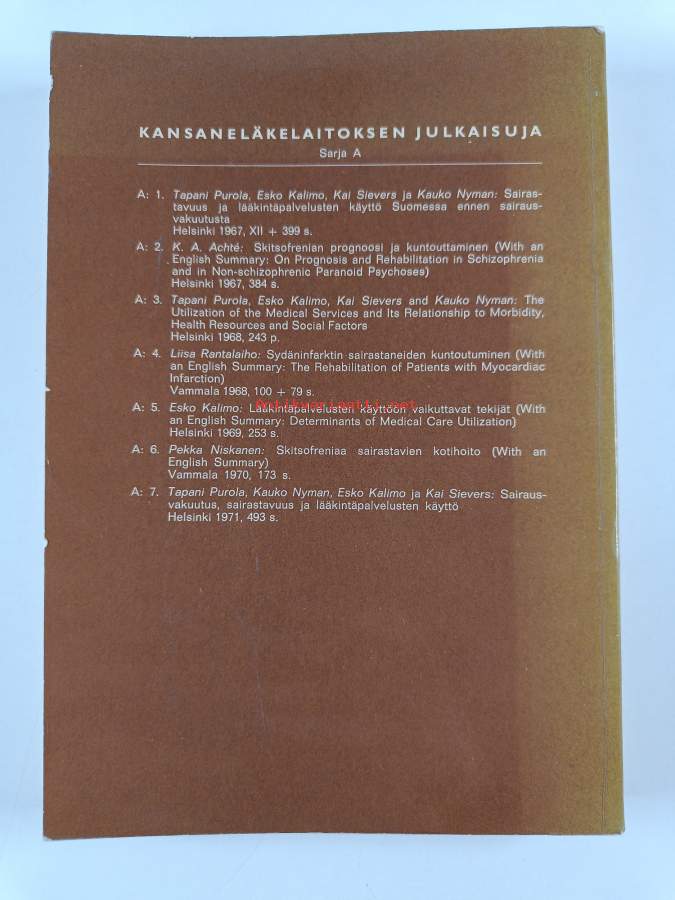 KANSANELÄKELAITOKSEN JULKAISUJA
Sarja A
A: 1. Tapani Purola, Esko Kalimo, Kai Sievers ja Kauko Nyman: Sairas-
tavuus ja lääkintäpalvelusten käyttö Suomessa ennen sairaus-
vakuutusta
Helsinki 1967, XII + 399 s.
A: 2. K. A. Achté: Skitsofrenian prognoosi ja kuntouttaminen (With an
English Summary: On Prognosis and Rehabilitation in Schizophrenia
and in Non-schizophrenic Paranoid Psychoses)
Helsinki 1967, 384 s.
A: 3. Tapani Purola, Esko Kalimo, Kai Sievers and Kauko Nyman: The
Utilization of the Medical Services and Its Relationship to Morbidity,
Health Resources and Social Factors
Helsinki 1968, 243 p.
A: 4. Liisa Rantalaiho: Sydäninfarktin sairastaneiden kuntoutuminen (With
an English Summary: The Rehabilitation of Patients with Myocardiac
Infarction)
Vammala 1968, 100 + 79 s.
antikvariaatti.net
A: 5. Esko Kalimo: Lääkintäpalvelusten käyttöön vaikuttavat tekijät (With
an English Summary: Determinants of Medical Care Utilization)
Helsinki 1969, 253 s.
A: 6. Pekka Niskanen: Skitsofreniaa sairastavien kotihoito (With an
English Summary)
Vammala 1970, 173 s.
A: 7. Tapani Purola, Kauko Nyman, Esko Kalimo ja Kai Sievers: Sairaus-
vakuutus, sairastavuus ja lääkintäpalvelusten käyttö
Helsinki 1971, 493 s.